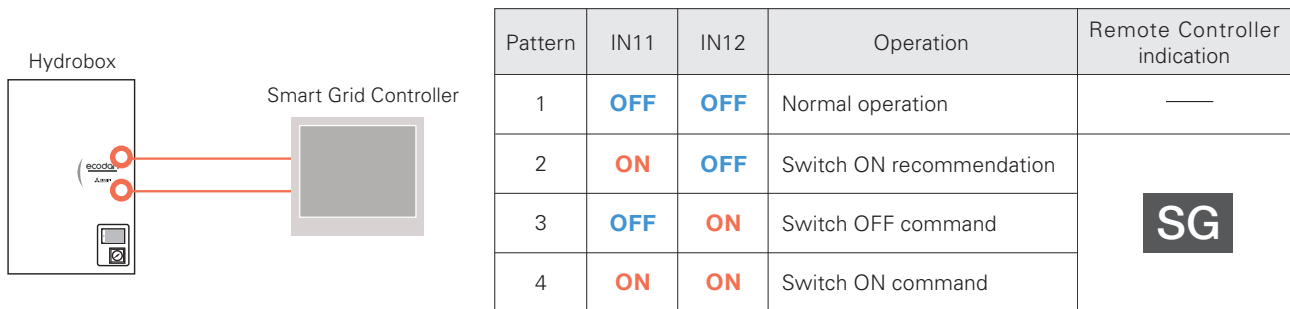 Hydrobox
Smart Grid Controller
ecodan
Pattern IN11 IN12 Operation Remote Controller
indication
1 OFF OFF Normal operation ——
2 ON OFF Switch ON recommendation
3 OFF ON Switch OFF command
4 ON ON Switch ON command
SG